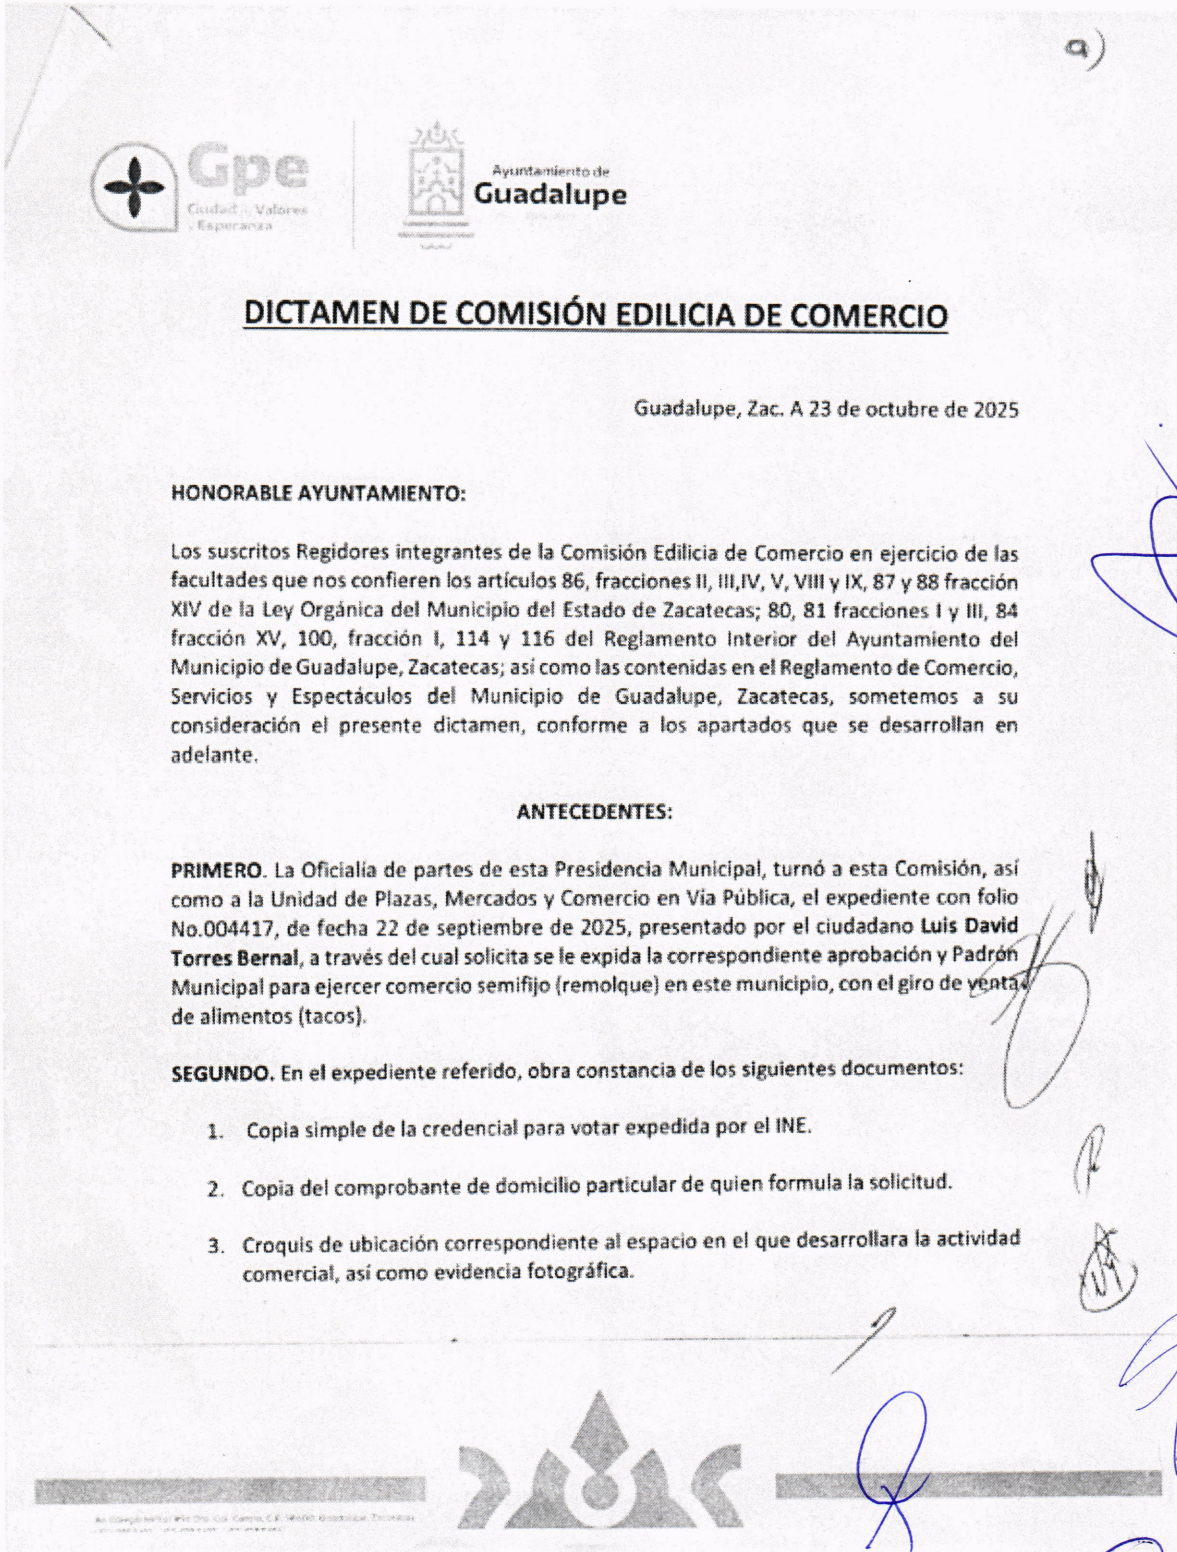 a)
Gpe
Ciudad de Valores
y Esperanza
Ayuntamiento de
Guadalupe
DICTAMEN DE COMISIÓN EDILICIA DE COMERCIO
Guadalupe, Zac. A 23 de octubre de 2025
HONORABLE AYUNTAMIENTO:
Los suscritos Regidores integrantes de la Comisión Edilicia de Comercio en ejercicio de las
facultades que nos confieren los artículos 86, fracciones II, III,IV, V, VIII y IX, 87 y 88 fracción
XIV de la Ley Orgánica del Municipio del Estado de Zacatecas; 80, 81 fracciones I y III, 84
fracción XV, 100, fracción I, 114 y 116 del Reglamento Interior del Ayuntamiento del
Municipio de Guadalupe, Zacatecas; así como las contenidas en el Reglamento de Comercio,
Servicios y Espectáculos del Municipio de Guadalupe, Zacatecas, sometemos a su
consideración el presente dictamen, conforme a los apartados que se desarrollan en
adelante.
ANTECEDENTES:
PRIMERO. La Oficialía de partes de esta Presidencia Municipal, turnó a esta Comisión, así
como a la Unidad de Plazas, Mercados y Comercio en Vía Pública, el expediente con folio
No.004417, de fecha 22 de septiembre de 2025, presentado por el ciudadano Luis David
Torres Bernal, a través del cual solicita se le expida la correspondiente aprobación y Padrón
Municipal para ejercer comercio semifijo (remolque) en este municipio, con el giro de venta
de alimentos (tacos).
SEGUNDO. En el expediente referido, obra constancia de los siguientes documentos:
1. Copia simple de la credencial para votar expedida por el INE.
2. Copia del comprobante de domicilio particular de quien formula la solicitud.
3. Croquis de ubicación correspondiente al espacio en el que desarrollara la actividad
comercial, así como evidencia fotográfica.